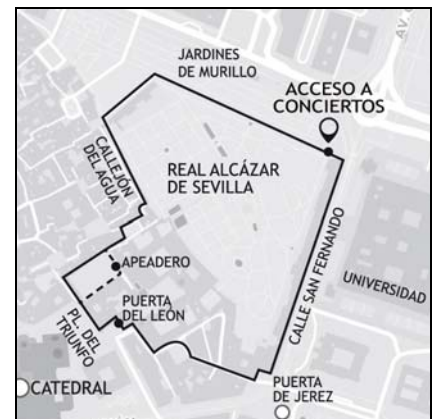 AV.
JARDINES
DE MURILLO
ACCESO A
CONCIERTOS
CALLEJÓN
DEL AGUA
REAL ALCÁZAR
DE SEVILLA
CALLE SAN FERNANDO
UNIVERSIDAD
APEADERO
PUERTA
DEL LEÓN
PL. DEL
TRIUNFO
CATEDRAL
PUERTA
DE JEREZ